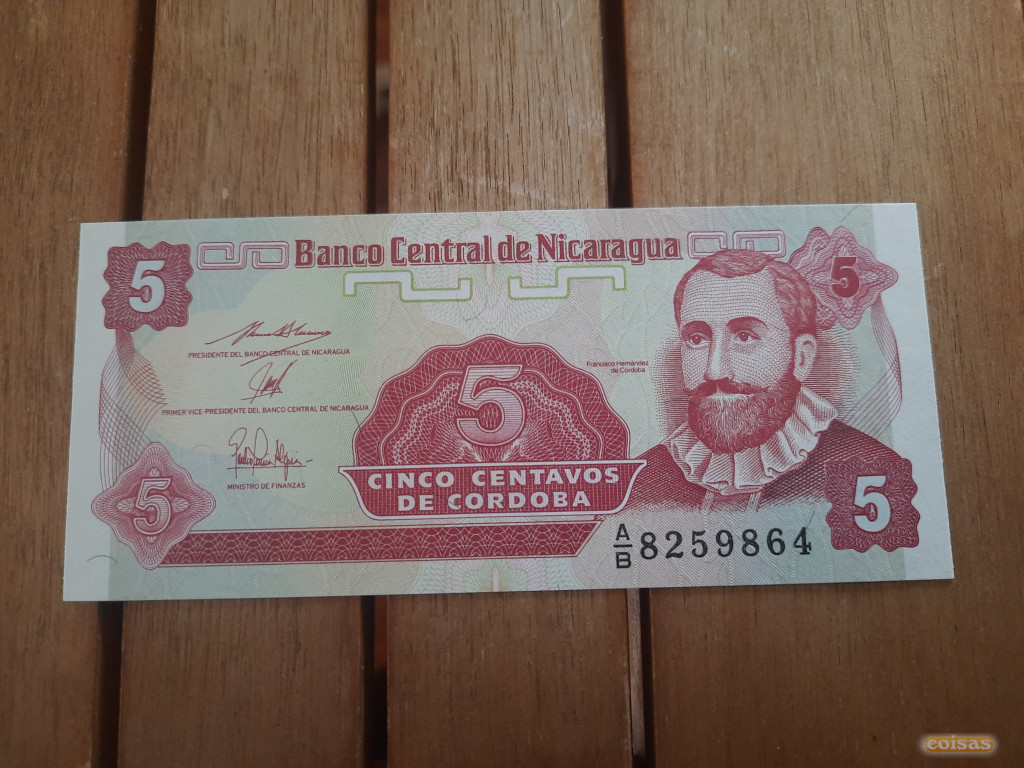 5
Banco Central de Nicaragua
5
PRESIDENTE DEL BANCO CENTRAL DE NICARAGUA
PRIMER VICE-PRESIDENTE DEL BANCO CENTRAL DE NICARAGUA
MINISTRO DE FINANZAS
5
CINCO CENTAVOS
DE CORDOBA
Francisco Hernández
de Cordoba
5
5
A/B 8259864
coisas